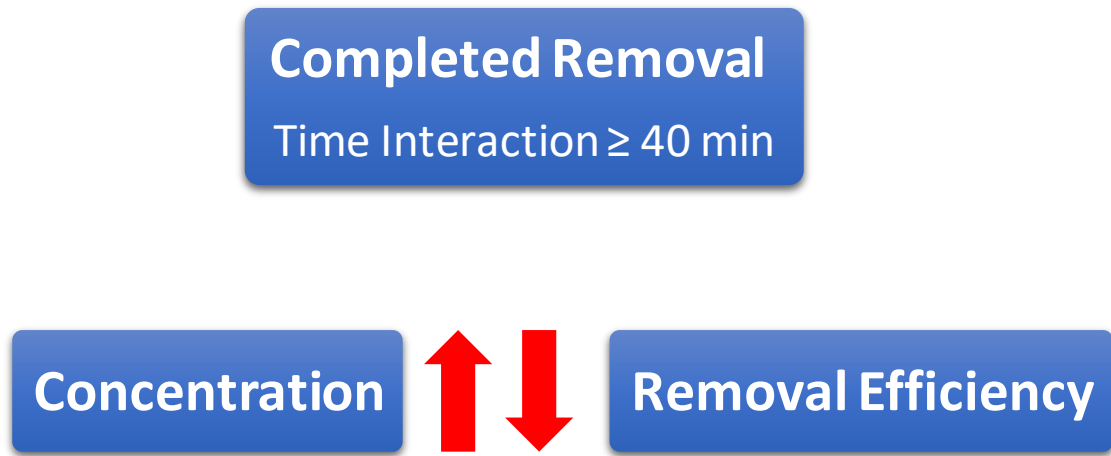 Completed Removal
Time Interaction ≥ 40 min
Concentration
Removal Efficiency